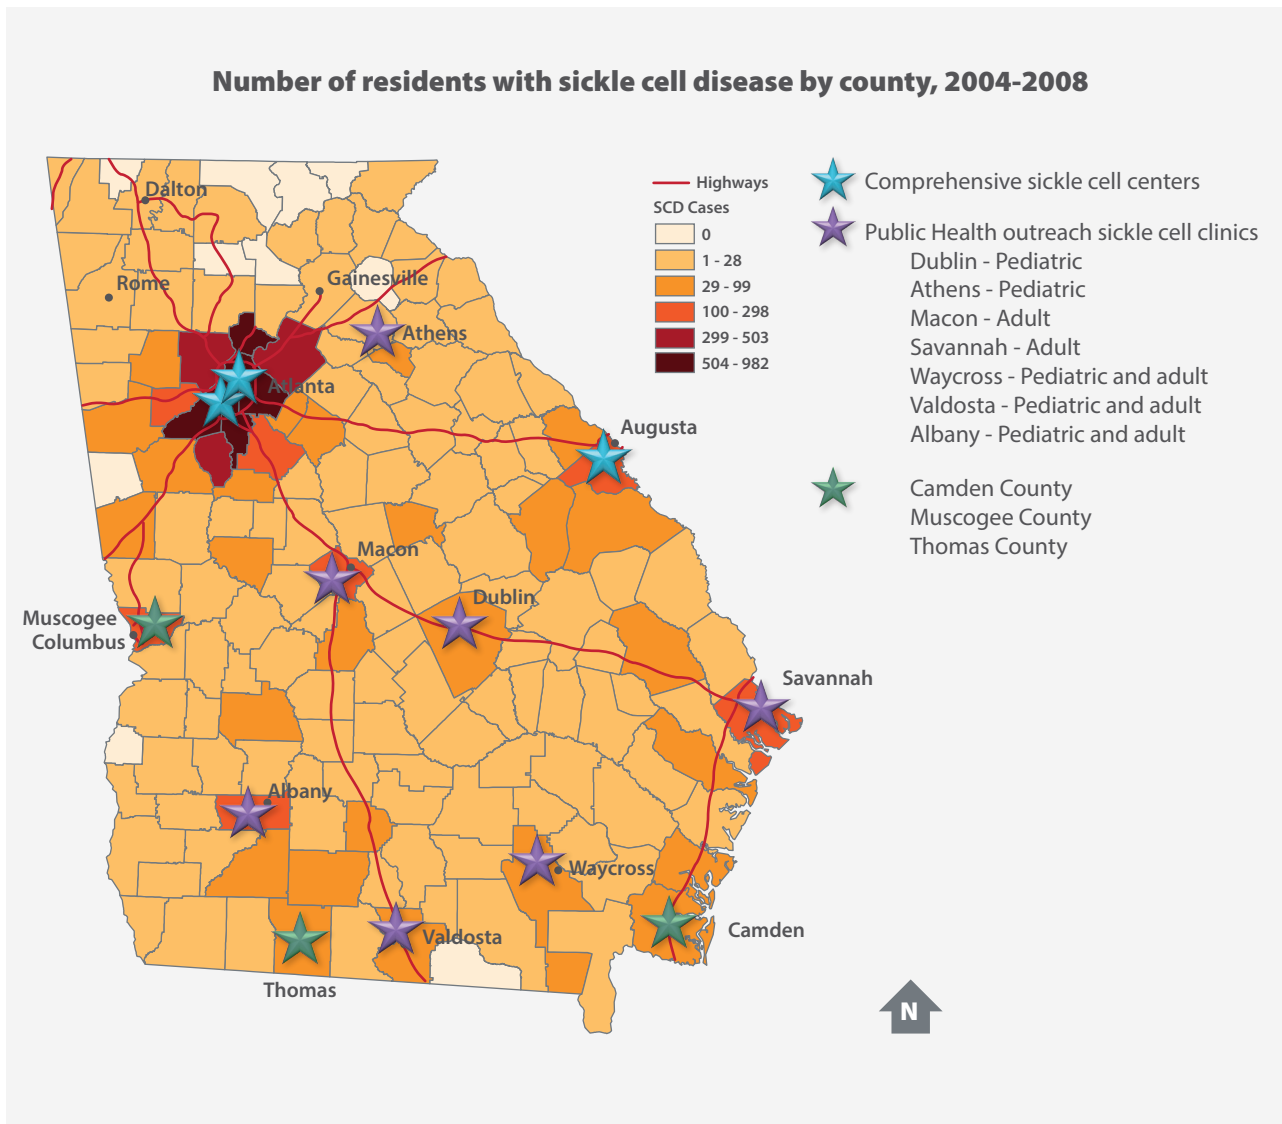 Number of residents with sickle cell disease by county, 2004-2008
Highways
SCD Cases
0
1 - 28
29 - 99
100 - 298
299 - 503
504 - 982
Comprehensive sickle cell centers
Public Health outreach sickle cell clinics
Dublin - Pediatric
Athens - Pediatric
Macon - Adult
Savannah - Adult
Waycross - Pediatric and adult
Valdosta - Pediatric and adult
Albany - Pediatric and adult
Camden County
Muscogee County
Thomas County
Dalton
Rome
Gainesville
Athens
Atlanta
Augusta
Macon
Dublin
Muscogee
Columbus
Savannah
Albany
Waycross
Camden
Valdosta
Thomas
N